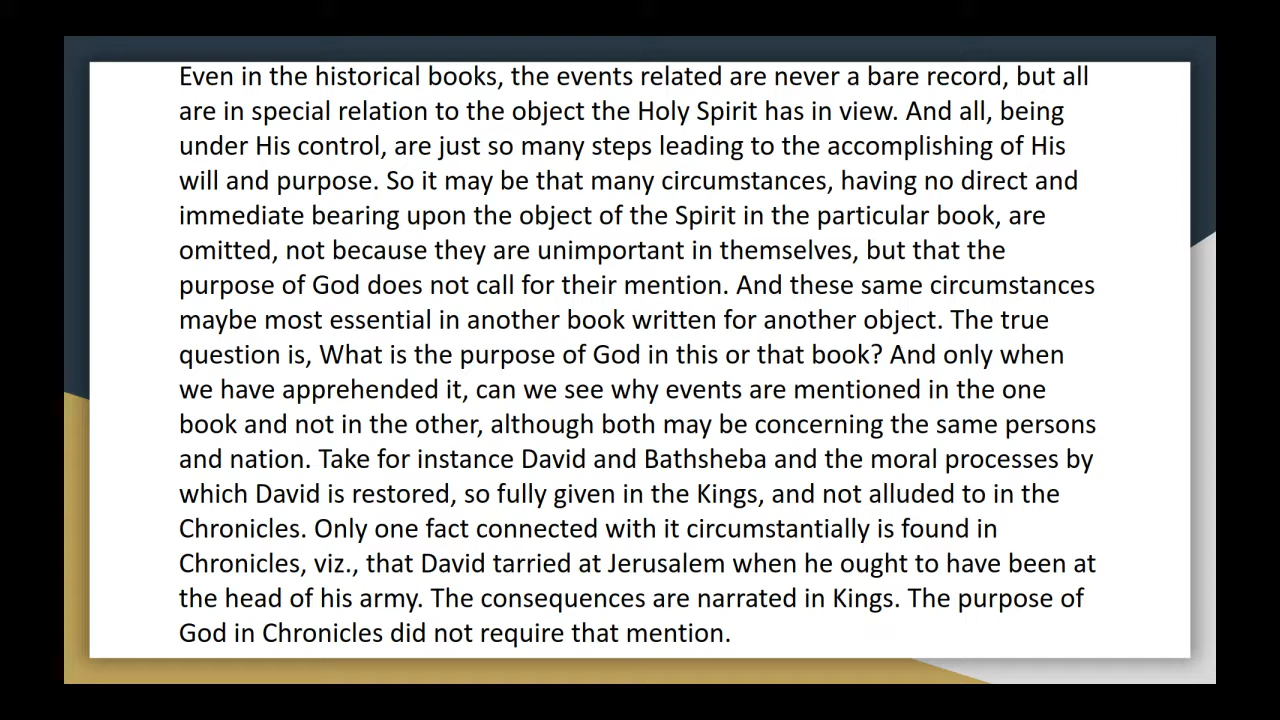 Even in the historical books, the events related are never a bare record, but all
are in special relation to the object the Holy Spirit has in view. And all, being
under His control, are just so many steps leading to the accomplishing of His
will and purpose. So it may be that many circumstances, having no direct and
immediate bearing upon the object of the Spirit in the particular book, are
omitted, not because they are unimportant in themselves, but that the
purpose of God does not call for their mention. And these same circumstances
maybe most essential in another book written for another object. The true
question is, What is the purpose of God in this or that book? And only when
we have apprehended it, can we see why events are mentioned in the one
book and not in the other, although both may be concerning the same persons
and nation. Take for instance David and Bathsheba and the moral processes by
which David is restored, so fully given in the Kings, and not alluded to in the
Chronicles. Only one fact connected with it circumstantially is found in
Chronicles, viz., that David tarried at Jerusalem when he ought to have been at
the head of his army. The consequences are narrated in Kings. The purpose of
God in Chronicles did not require that mention.